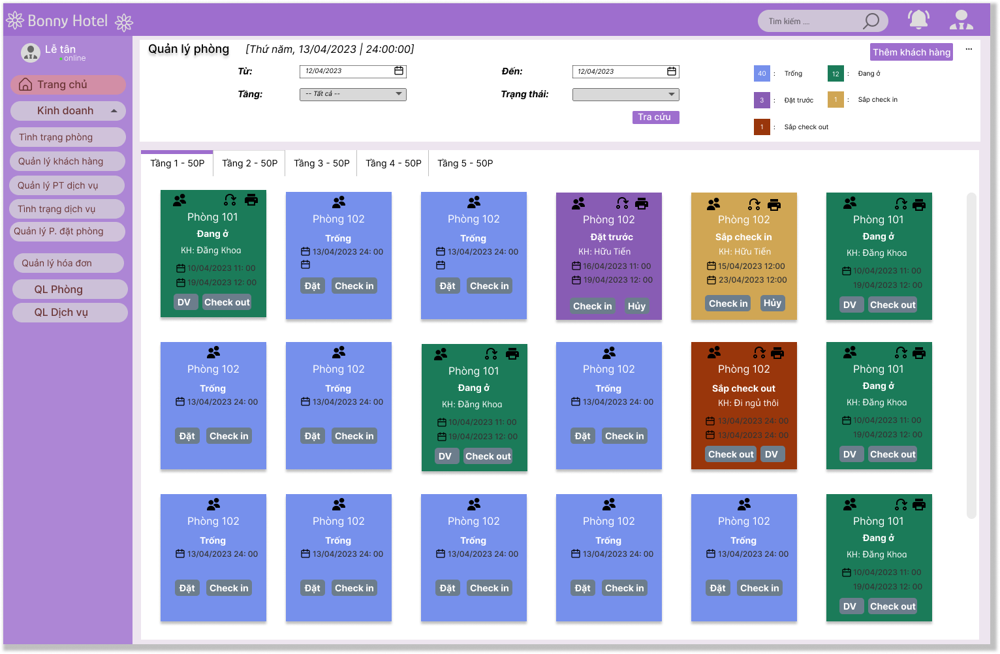 Bonny Hotel
Tìm kiếm ....
Lễ tân
online
Trang chủ
Kinh doanh
Tình trạng phòng
Quản lý khách hàng
Quản lý PT dịch vụ
Tình trạng dịch vụ
Quản lý P. đặt phòng
Quản lý hóa đơn
QL Phòng
QL Dịch vụ
Quản lý phòng [Thứ năm, 13/04/2023 | 24:00:00]
Thêm khách hàng ...
Từ: 12/04/2023 Đến: 12/04/2023
Tầng: -- Tất cả -- Trạng thái:
Tra cứu
40 : Trống 12 : Đang ở
3 : Đặt trước 1 : Sắp check in
1 : Sắp check out
Tầng 1 - 50P Tầng 2 - 50P Tầng 3 - 50P Tầng 4 - 50P Tầng 5 - 50P
Phòng 101
Đang ở
KH: Đăng Khoa
10/04/2023 11: 00
19/04/2023 12: 00
DV Check out
Phòng 102
Trống
13/04/2023 24: 00
Đặt Check in
Phòng 102
Trống
13/04/2023 24: 00
Đặt Check in
Phòng 102
Đặt trước
KH: Hữu Tiến
16/04/2023 11: 00
19/04/2023 12: 00
Check in Hủy
Phòng 102
Sắp check in
KH: Hữu Tiến
15/04/2023 12:00
23/04/2023 12:00
Check in Hủy
Phòng 101
Đang ở
KH: Đăng Khoa
10/04/2023 11: 00
19/04/2023 12: 00
DV Check out
Phòng 102
Trống
13/04/2023 24: 00
Đặt Check in
Phòng 102
Trống
13/04/2023 24: 00
Đặt Check in
Phòng 101
Đang ở
KH: Đăng Khoa
10/04/2023 11: 00
19/04/2023 12: 00
DV Check out
Phòng 102
Trống
13/04/2023 24: 00
Đặt Check in
Phòng 102
Sắp check out
KH: Đi ngủ thôi
13/04/2023 24: 00
13/04/2023 24: 00
Check out DV
Phòng 101
Đang ở
KH: Đăng Khoa
10/04/2023 11: 00
19/04/2023 12: 00
DV Check out
Phòng 102
Trống
13/04/2023 24: 00
Đặt Check in
Phòng 102
Trống
13/04/2023 24: 00
Đặt Check in
Phòng 102
Trống
13/04/2023 24: 00
Đặt Check in
Phòng 102
Trống
13/04/2023 24: 00
Đặt Check in
Phòng 102
Trống
13/04/2023 24: 00
Đặt Check in
Phòng 101
Đang ở
KH: Đăng Khoa
10/04/2023 11: 00
19/04/2023 12: 00
DV Check out